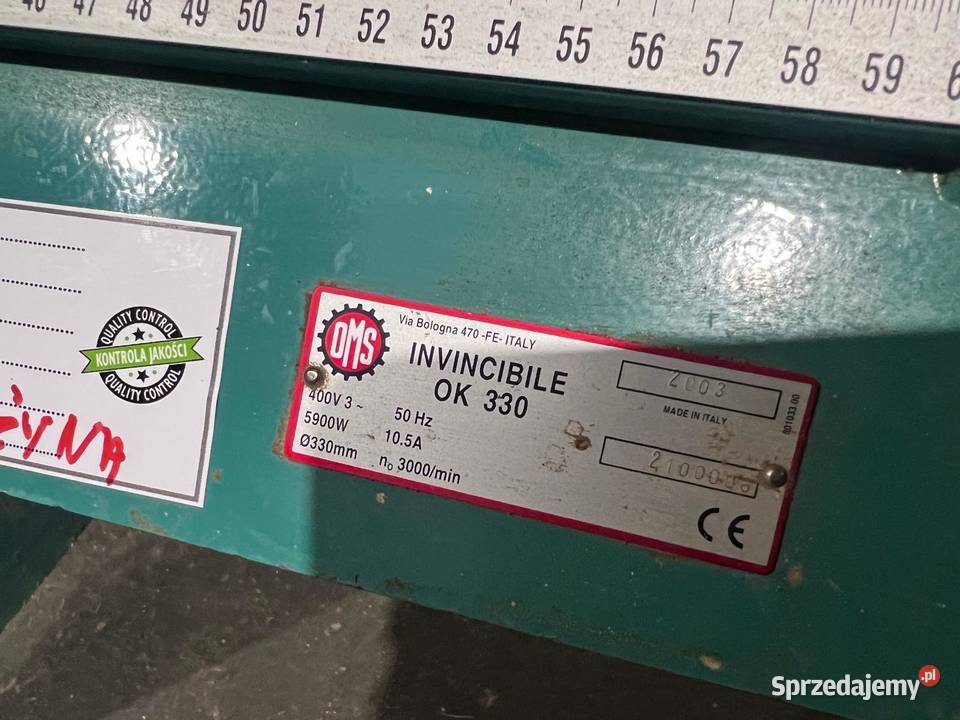 47 48 49 50 51 52 53 54 55 56 57 58 59
QUALITY CONTROL
KONTROLA JAKOŚCI
QUALITY CONTROL
OMS
Via Bologna 470 -FE- ITALY
INVINCIBILE
OK 330
400V 3~ 50 Hz
5900W 10.5A
Ø330mm n₀ 3000/min
2003
MADE IN ITALY
CE
Sprzedajemy.pl